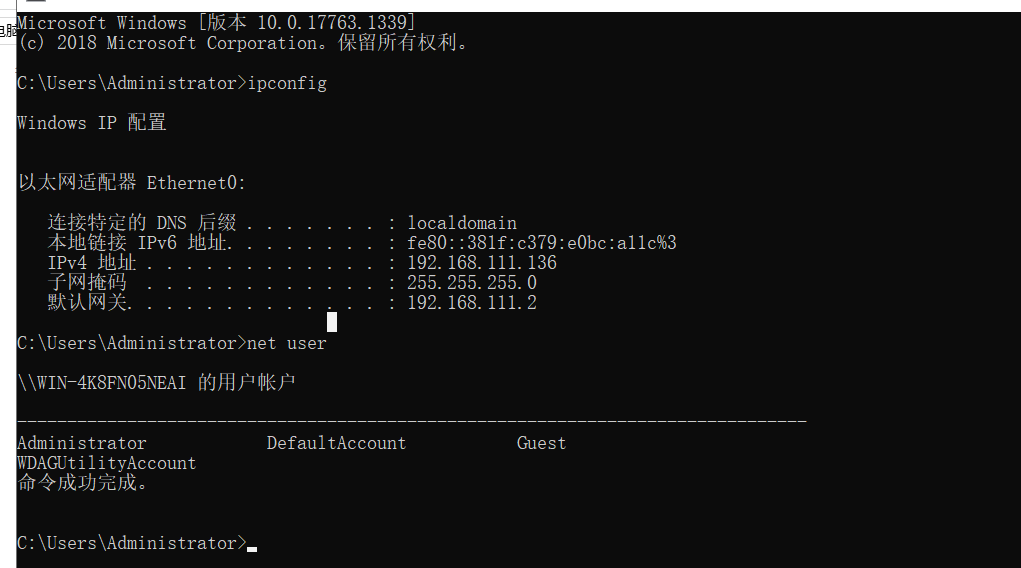 电脑
Microsoft Windows [版本 10.0.17763.1339]
(c) 2018 Microsoft Corporation。保留所有权利。
C:\Users\Administrator>ipconfig
Windows IP 配置
以太网适配器 Ethernet0:
连接特定的 DNS 后缀 . . . . . . . : localdomain
本地链接 IPv6 地址. . . . . . . . : fe80::381f:c379:e0bc:a11c%3
IPv4 地址 . . . . . . . . . . . . : 192.168.111.136
子网掩码  . . . . . . . . . . . . : 255.255.255.0
默认网关. . . . . . . . . . . . . : 192.168.111.2
C:\Users\Administrator>net user
\\WIN-4K8FN05NEAI 的用户帐户
-------------------------------------------------------------------------------
Administrator            DefaultAccount           Guest
WDAGUtilityAccount
命令成功完成。
C:\Users\Administrator>